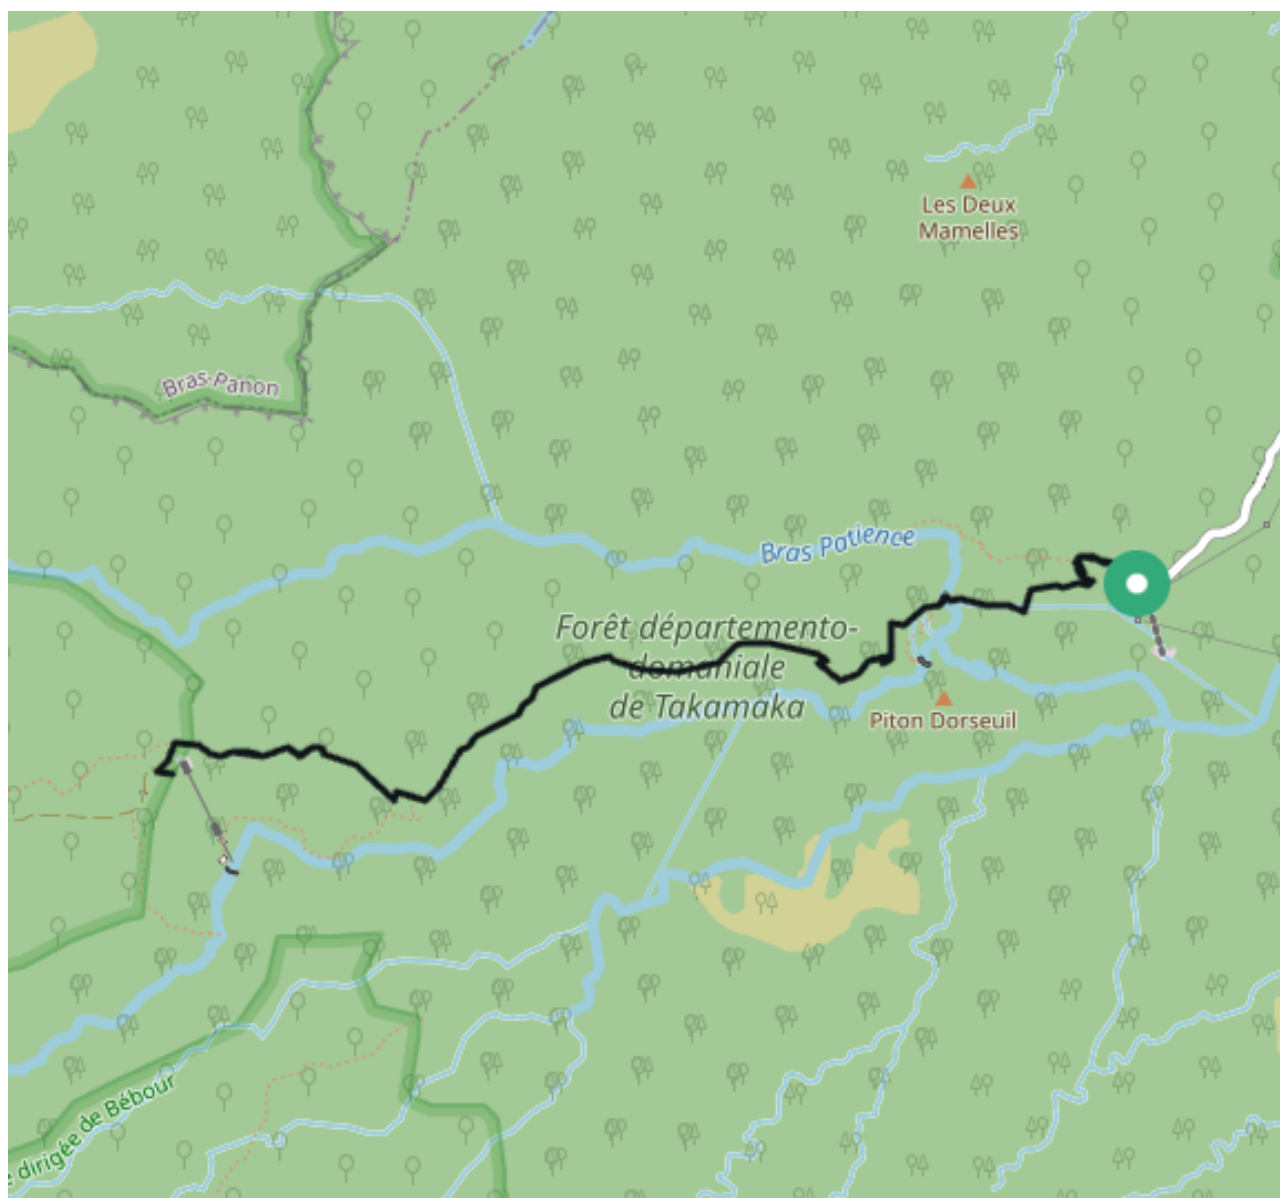 Les Deux
Mamelles
Bras-Panon
Bras Patience
Forêt départemento-
domaniale
de Takamaka
Piton Dorseuil
e dirigée de Bébour